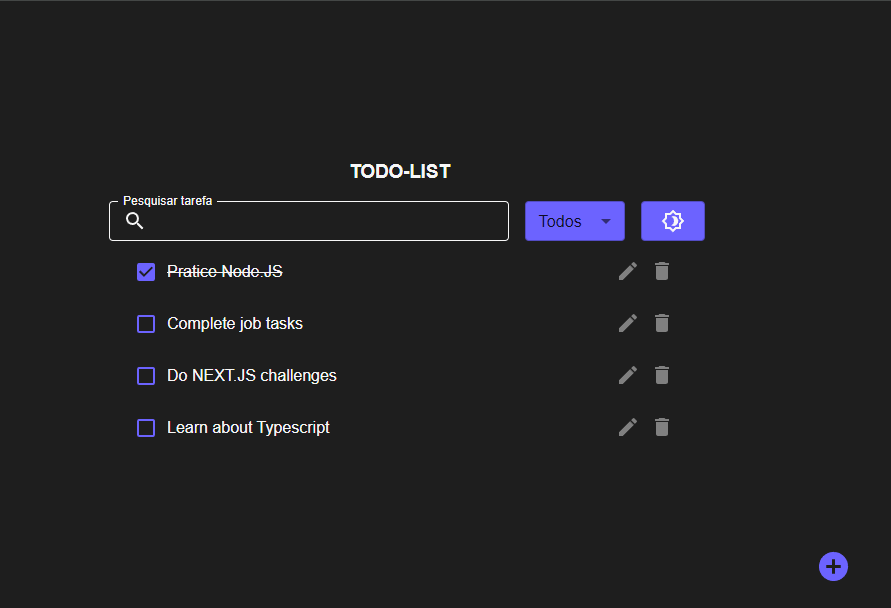 TODO-LIST
Pesquisar tarefa
Todos
Pratice Node.JS
Complete job tasks
Do NEXT.JS challenges
Learn about Typescript